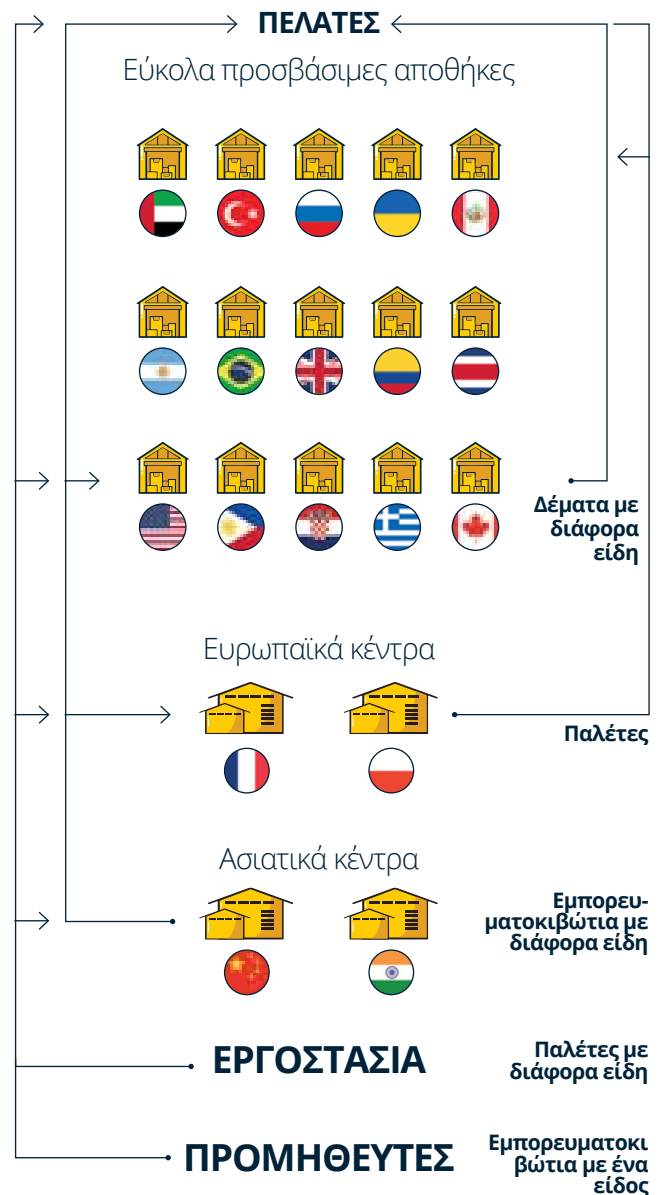 ΠΕΛΑΤΕΣ
Εύκολα προσβάσιμες αποθήκες
Δέματα με
διάφορα
είδη
Ευρωπαϊκά κέντρα
Παλέτες
Ασιατικά κέντρα
Εμπορευ-
ματοκιβώτια με
διάφορα είδη
ΕΡΓΟΣΤΑΣΙΑ
Παλέτες με
διάφορα είδη
ΠΡΟΜΗΘΕΥΤΕΣ
Εμπορευματοκι
βώτια με ένα
είδος